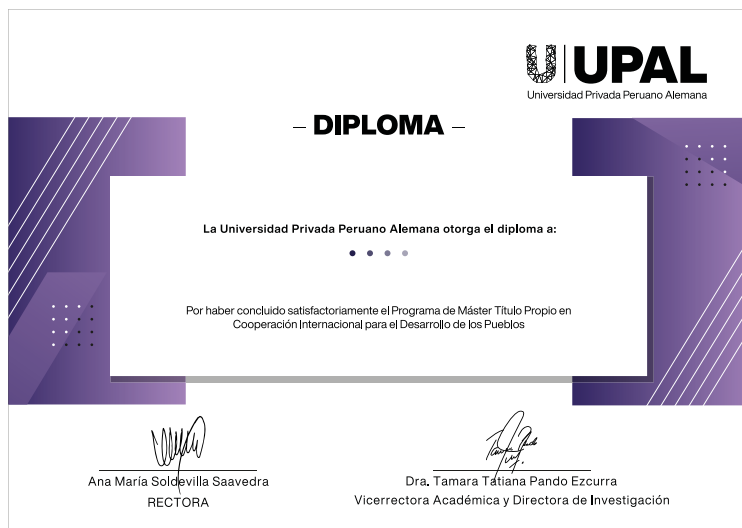 UPAL
Universidad Privada Peruano Alemana
– DIPLOMA –
La Universidad Privada Peruano Alemana otorga el diploma a:
Por haber concluido satisfactoriamente el Programa de Máster Título Propio en
Cooperación Internacional para el Desarrollo de los Pueblos
Ana María Soldevilla Saavedra
RECTORA
Dra. Tamara Tatiana Pando Ezcurra
Vicerrectora Académica y Directora de Investigación